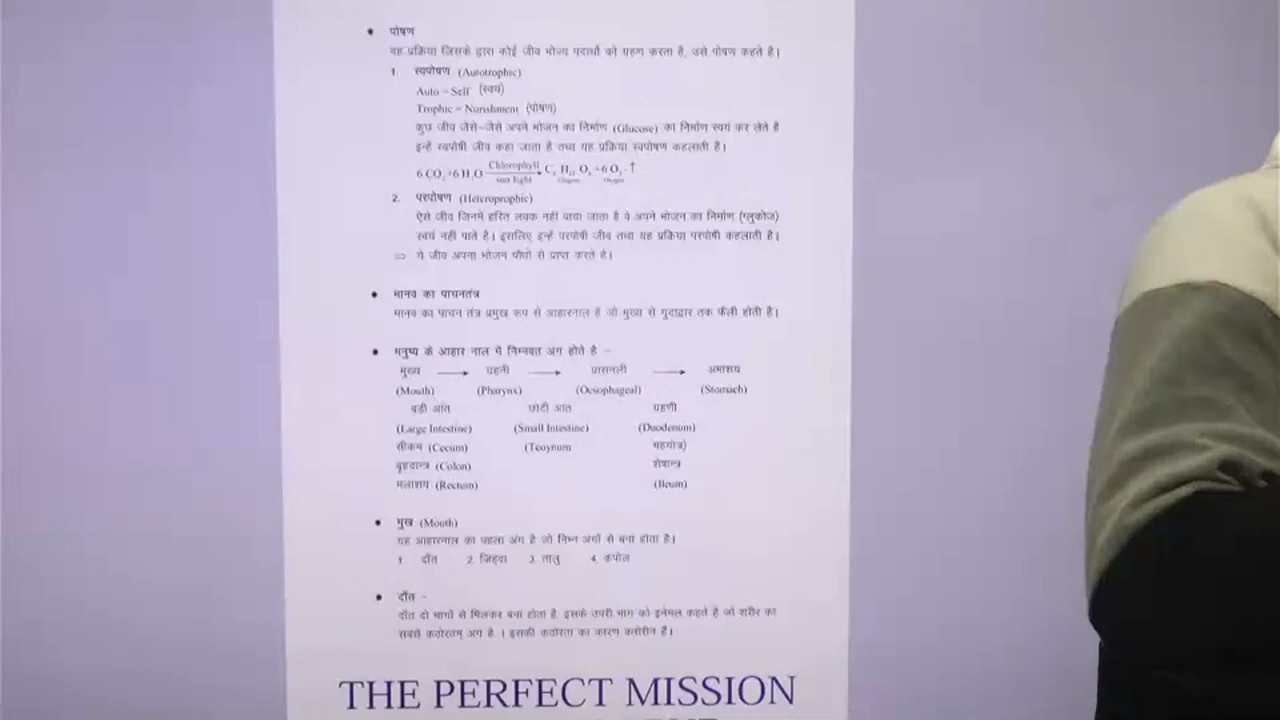 • पोषण
वह प्रक्रिया जिसके द्वारा कोई जीव भोज्य पदार्थों को ग्रहण करता है, उसे पोषण कहते है।
1. स्वपोषण (Autotrophic)
Auto = Self (स्वयं)
Trophic = Nurishment (पोषण)
कुछ जीव जैसे–जैसे अपने भोजन का निर्माण (Glucose) का निर्माण स्वयं कर लेते है
इन्हें स्वपोषी जीव कहा जाता है तथा यह प्रक्रिया स्वपोषण कहलाती है।
6 CO₂ +6 H₂O Chlorophyll / sun light → C₆ H₁₂ O₆ +6 O₂ ↑
2. परपोषण (Heteroprophic)
ऐसे जीव जिनमें हरित लवक नहीं पाया जाता है वे अपने भोजन का निर्माण (ग्लुकोज)
स्वयं नहीं पाते है। इसलिए इन्हें परपोषी जीव तथा यह प्रक्रिया परपोषी कहलाती है।
⇒ ये जीव अपना भोजन पौधों से प्राप्त करते है।
• मानव का पाचनतंत्र
मानव का पाचन तंत्र प्रमुख रूप से आहारनाल है जो मुख्य से गुदाद्वार तक फैली होती है।
• मनुष्य के आहार नाल में निम्नवत अंग होते है –
मुख्य → ग्रहनी → ग्रासनली → अमाशय
(Mouth) (Pharynx) (Oesophageal) (Stomach)
बड़ी आंत छोटी आंत ग्रहणी
(Large Intestine) (Small Intestine) (Duodenum)
सीकम (Cecum) (Teoynum
बृहदान्त्र (Colon) शेषान्त्र
मलाशय (Rectum) (Ileum)
• मुख (Mouth)
यह आहारनाल का पहला अंग है जो निम्न अंगों से बना होता है।
1. दाँत 2. जिह्वा 3. तालु 4. कपोल
• दाँत –
दाँत दो भागों से मिलकर बना होता है, इसके उपरी भाग को इनेमल कहते है जो शरीर का
सबसे कठोरतम् अंग है । इसकी कठोरता का कारण क्लोरीन है।
THE PERFECT MISSION